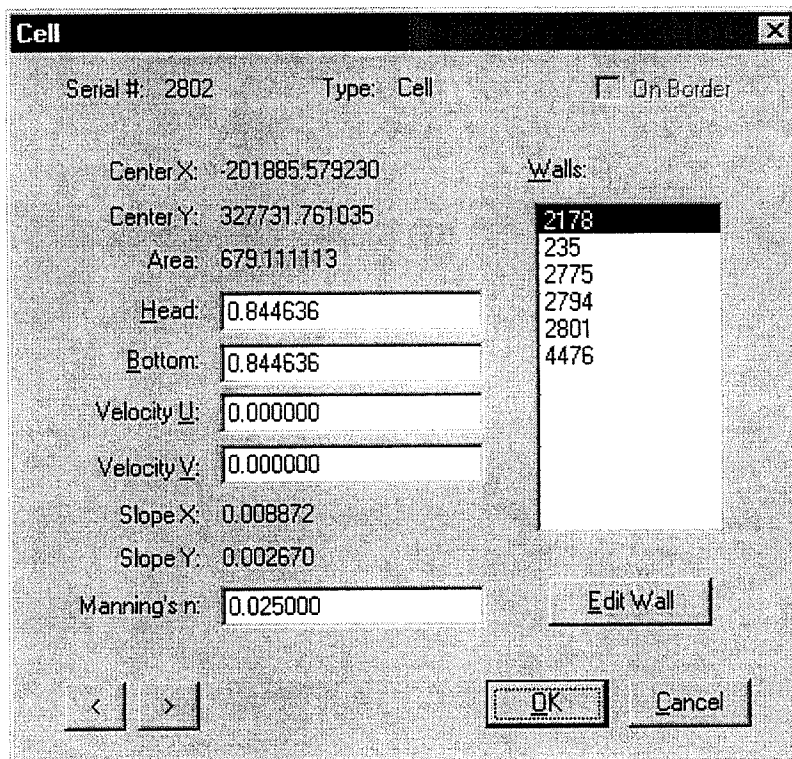 Cell
Serial #: 2802 Type: Cell On Border
Center X: -201885.579230
Center Y: 327731.761035
Area: 679.111113
Head: 0.844636
Bottom: 0.844636
Velocity U: 0.000000
Velocity V: 0.000000
Slope X: 0.008872
Slope Y: 0.002670
Manning's n: 0.025000
Walls:
2178
235
2775
2794
2801
4476
Edit Wall
< >
OK Cancel